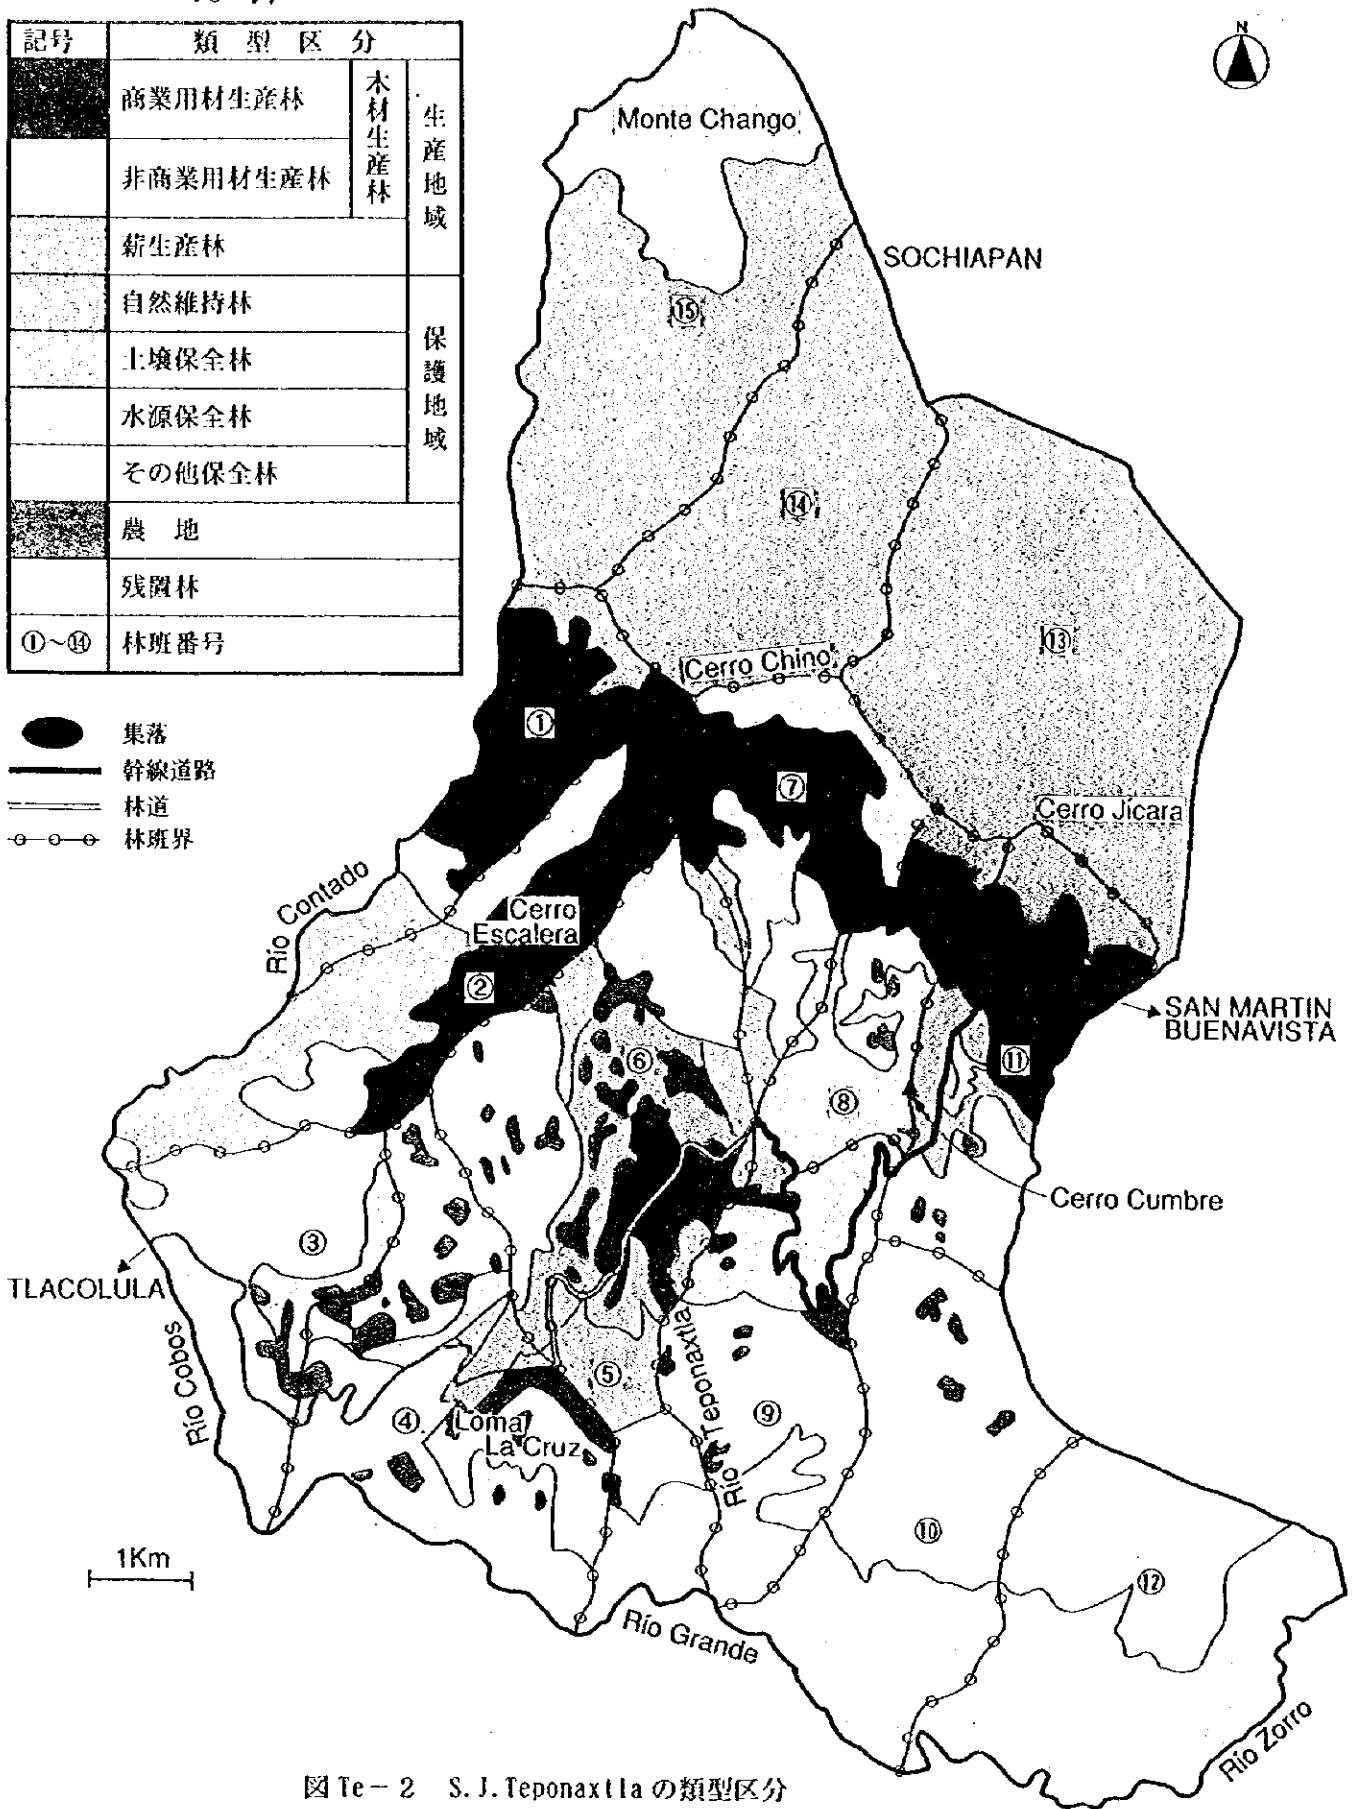 記号 類型区分
商業用材生産林
木材生産林
生産地域
非商業用材生産林
薪生産林
自然維持林
保護地域
土壌保全林
水源保全林
その他保全林
農 地
残置林
①~⑭ 林班番号
集落
幹線道路
林道
林班界
N
Monte Chango
SOCHIAPAN
⑮
⑭
⑬
Cerro Chino
①
⑦
Cerro Jícara
Río Contado
Cerro
Escalera
②
SAN MARTIN
BUENAVISTA
⑥
⑪
⑧
Cerro Cumbre
③
TLACOLULA
Río Cobos
Río Teponaxtla
⑤
④
Loma
La Cruz
⑨
⑩
⑫
1Km
Río Grande
Río Zorro
図Te-2 S.J.Teponaxtlaの類型区分